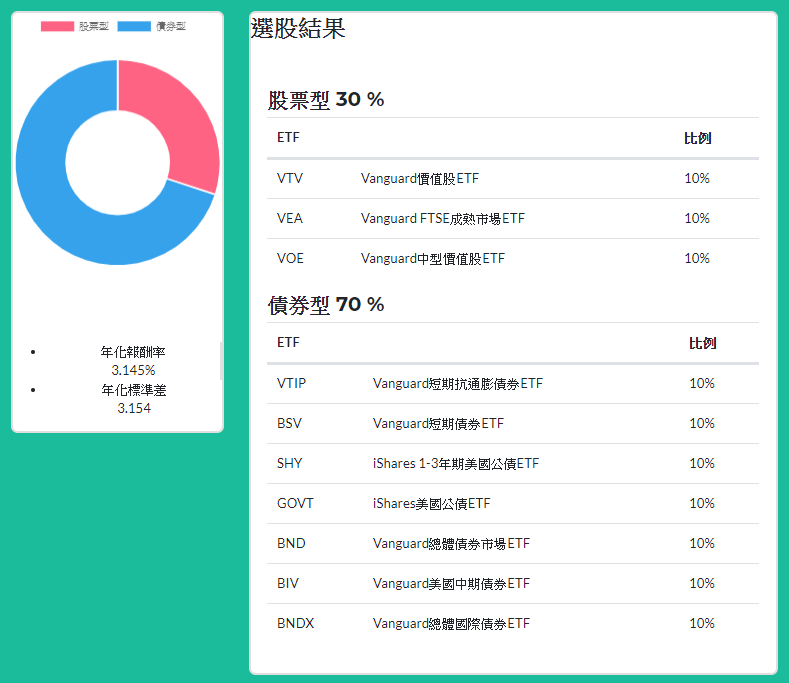 股票型 債券型
年化報酬率
3.145%
年化標準差
3.154
選股結果
股票型 30 %
ETF 比例
VTV Vanguard價值股ETF 10%
VEA Vanguard FTSE成熟市場ETF 10%
VOE Vanguard中型價值股ETF 10%
債券型 70 %
ETF 比例
VTIP Vanguard短期抗通膨債券ETF 10%
BSV Vanguard短期債券ETF 10%
SHY iShares 1-3年期美國公債ETF 10%
GOVT iShares美國公債ETF 10%
BND Vanguard總體債券市場ETF 10%
BIV Vanguard美國中期債券ETF 10%
BNDX Vanguard總體國際債券ETF 10%